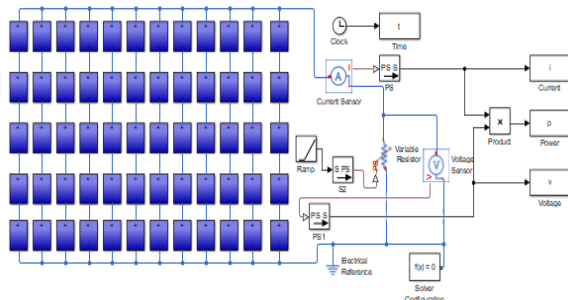 t
Clock
Time
I
PS S
PS
A
Current Sensor
I
Current
×
Product
p
Power
Ramp
S PS
S2
PS
Variable
Resistor
V
Voltage
Sensor
v
Voltage
PS S
PS1
Electrical
Reference
f(x) = 0
Solver
Configuration